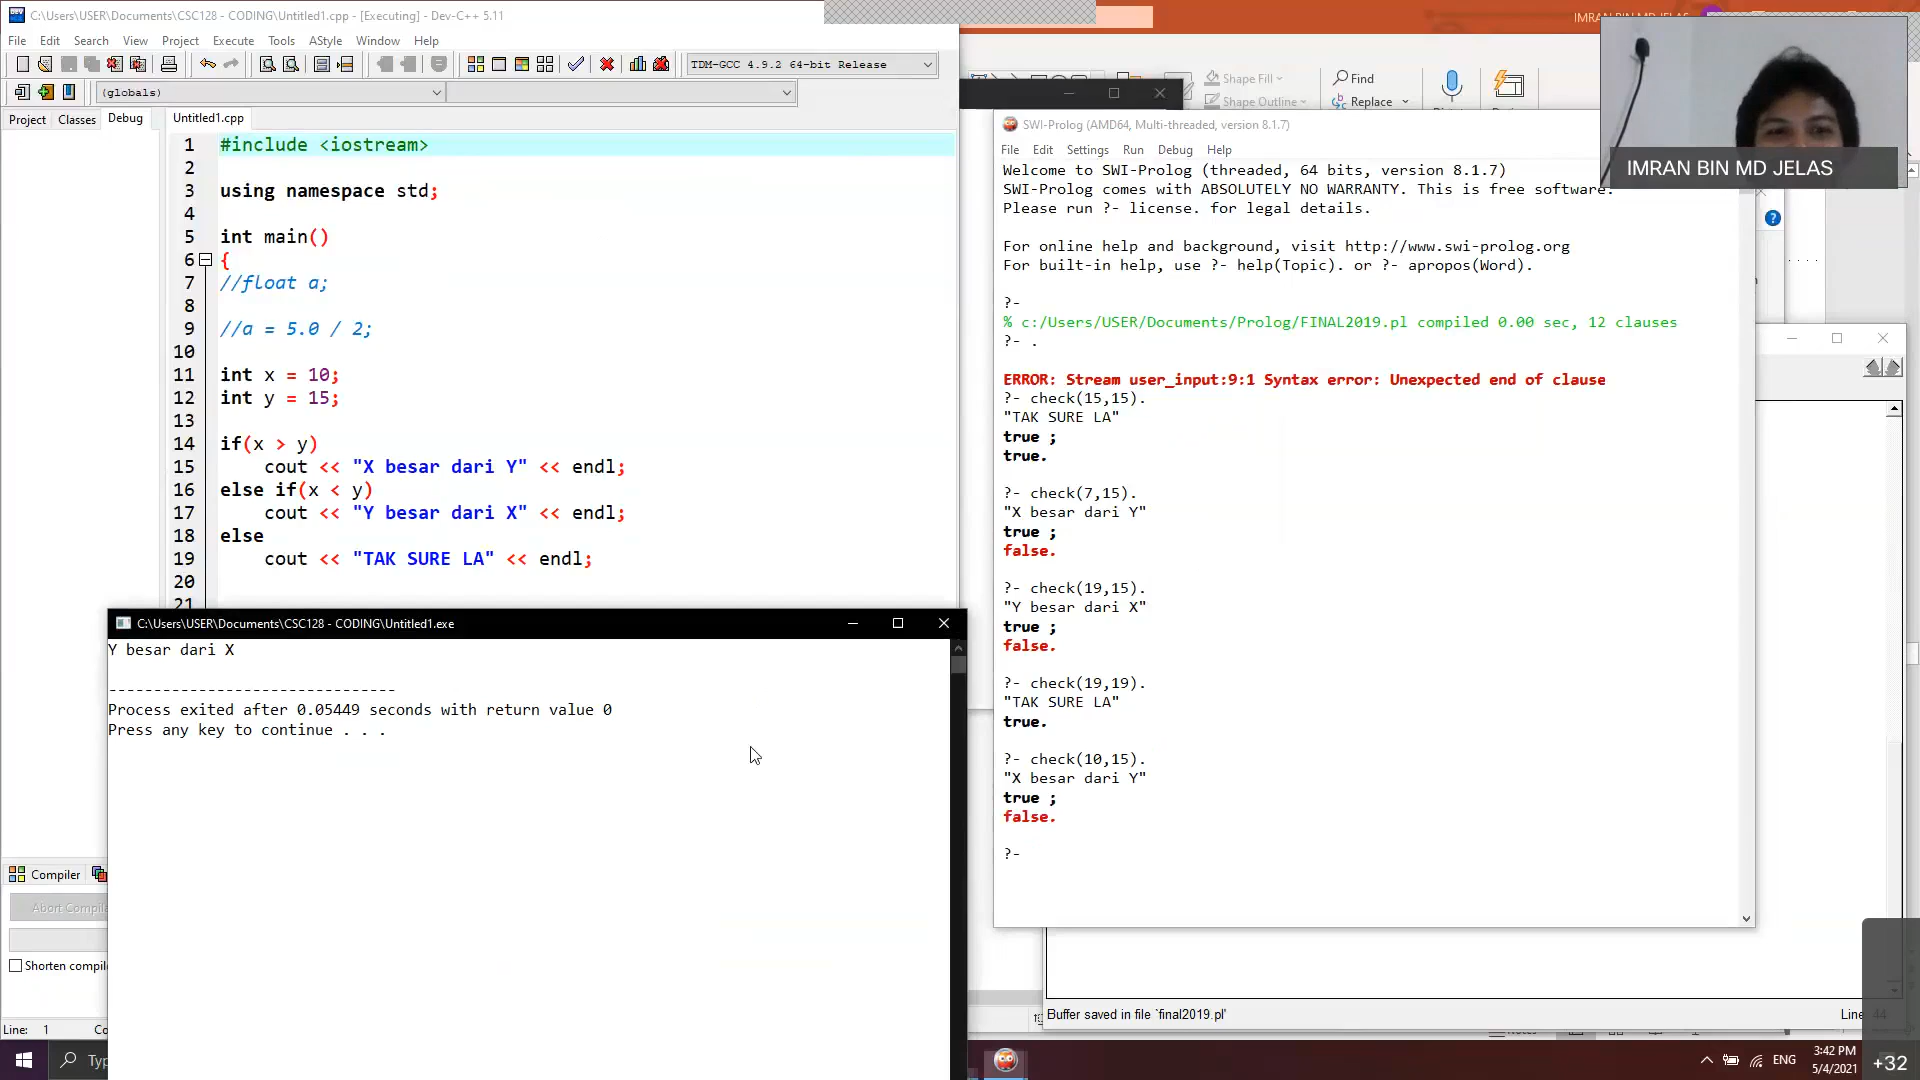 C:\Users\USER\Documents\CSC128 - CODING\Untitled1.cpp - [Executing] - Dev-C++ 5.11
File Edit Search View Project Execute Tools AStyle Window Help
TDM-GCC 4.9.2 64-bit Release
(globals)
Project Classes Debug
Untitled1.cpp
1 #include <iostream>
2
3 using namespace std;
4
5 int main()
6 {
7 //float a;
8
9 //a = 5.0 / 2;
10
11 int x = 10;
12 int y = 15;
13
14 if(x > y)
15 cout << "X besar dari Y" << endl;
16 else if(x < y)
17 cout << "Y besar dari X" << endl;
18 else
19 cout << "TAK SURE LA" << endl;
20
21
C:\Users\USER\Documents\CSC128 - CODING\Untitled1.exe
Y besar dari X
--------------------------------
Process exited after 0.05449 seconds with return value 0
Press any key to continue . . .
Compiler
Abort Compile
Shorten compile
Line: 1
Shape Fill
Shape Outline
Find
Replace
IMRAN BIN MD JELAS
IMRAN BIN MD JELAS
SWI-Prolog (AMD64, Multi-threaded, version 8.1.7)
File Edit Settings Run Debug Help
Welcome to SWI-Prolog (threaded, 64 bits, version 8.1.7)
SWI-Prolog comes with ABSOLUTELY NO WARRANTY. This is free software.
Please run ?- license. for legal details.
For online help and background, visit http://www.swi-prolog.org
For built-in help, use ?- help(Topic). or ?- apropos(Word).
?-
% c:/Users/USER/Documents/Prolog/FINAL2019.pl compiled 0.00 sec, 12 clauses
?- .
ERROR: Stream user_input:9:1 Syntax error: Unexpected end of clause
?- check(15,15).
"TAK SURE LA"
true ;
true.
?- check(7,15).
"X besar dari Y"
true ;
false.
?- check(19,15).
"Y besar dari X"
true ;
false.
?- check(19,19).
"TAK SURE LA"
true.
?- check(10,15).
"X besar dari Y"
true ;
false.
?-
Buffer saved in file `final2019.pl'
Line 44
ENG
3:42 PM
5/4/2021
+32